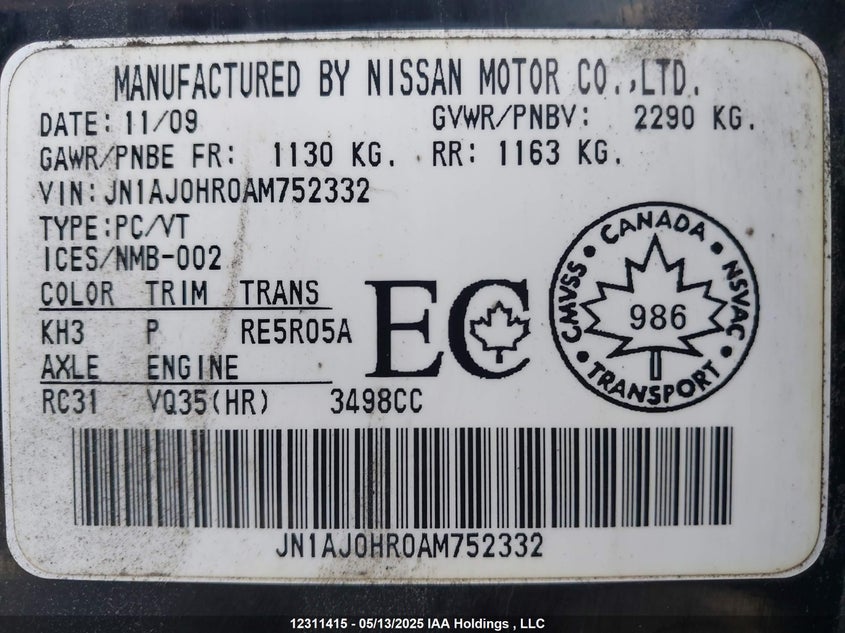 MANUFACTURED BY NISSAN MOTOR CO.,LTD.
DATE: 11/09 GVWR/PNBV: 2290 KG.
GAWR/PNBE FR: 1130 KG. RR: 1163 KG.
VIN:JN1AJ0HR0AM752332
TYPE:PC/VT
ICES/NMB-002
COLOR TRIM TRANS
KH3 P RE5R05A
AXLE ENGINE
RC31 VQ35(HR) 3498CC
EC
CMVSS • CANADA • NSVAC • TRANSPORT •
986
JN1AJ0HR0AM752332
12311415 - 05/13/2025 IAA Holdings , LLC